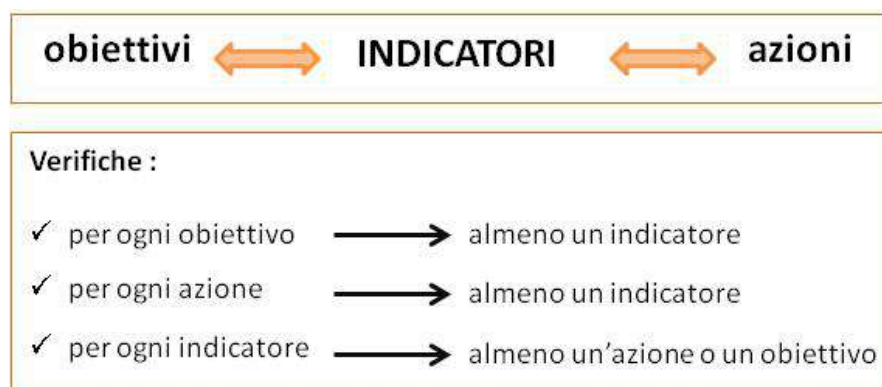 obiettivi INDICATORI azioni
Verifiche :
✓ per ogni obiettivo almeno un indicatore
✓ per ogni azione almeno un indicatore
✓ per ogni indicatore almeno un'azione o un obiettivo